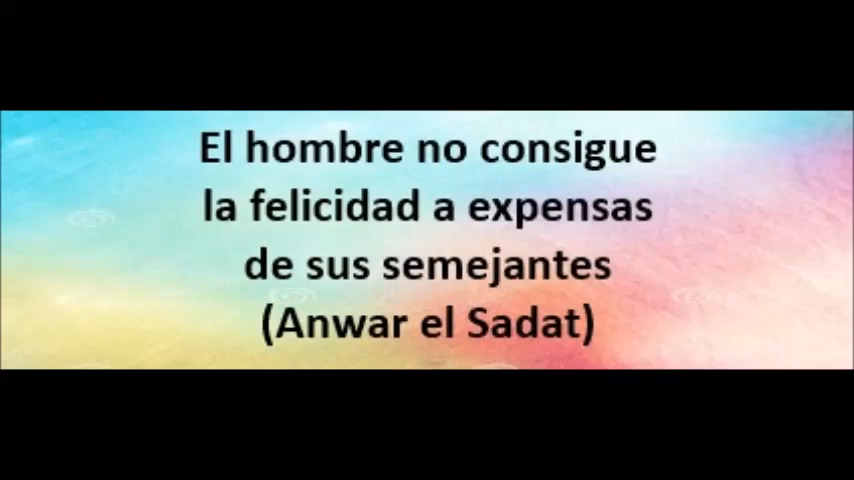 El hombre no consigue
la felicidad a expensas
de sus semejantes
(Anwar el Sadat)